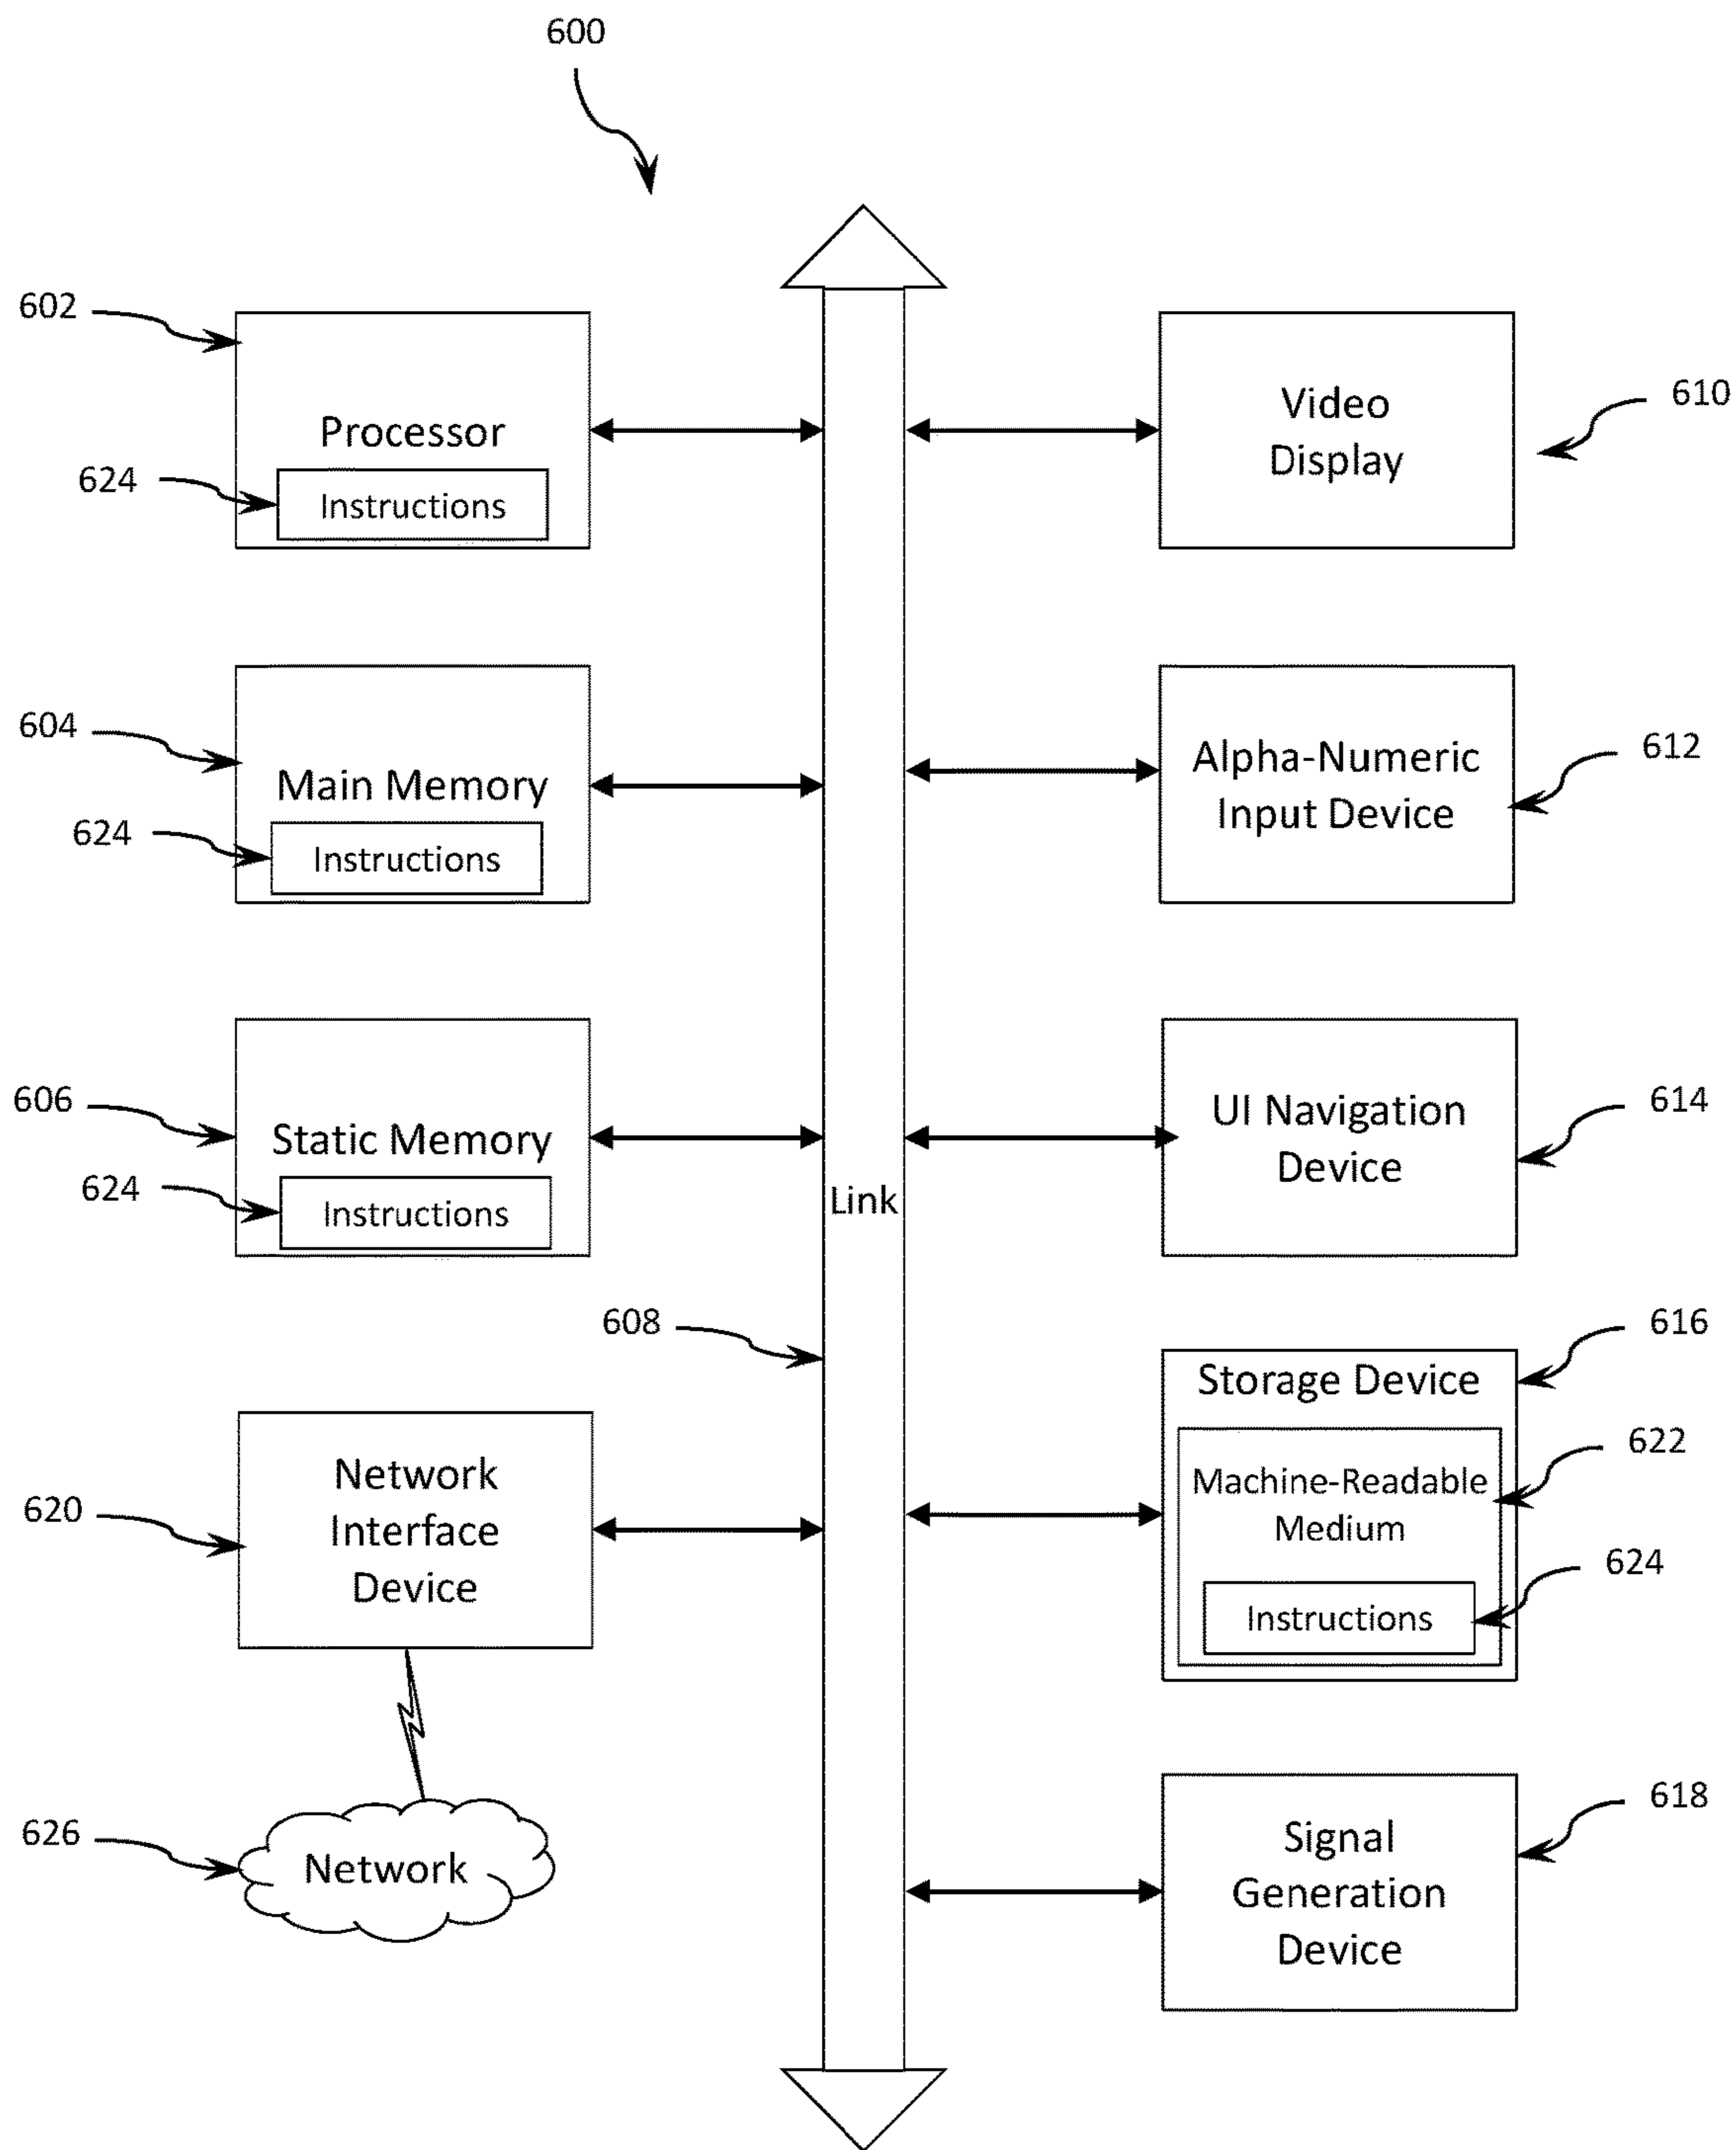 600
602
Processor
624
Instructions
604
Main Memory
624
Instructions
606
Static Memory
624
Instructions
608
Link
620
Network
Interface
Device
626
Network
Video
Display
610
Alpha-Numeric
Input Device
612
UI Navigation
Device
614
616
Storage Device
622
Machine-Readable
Medium
624
Instructions
618
Signal
Generation
Device